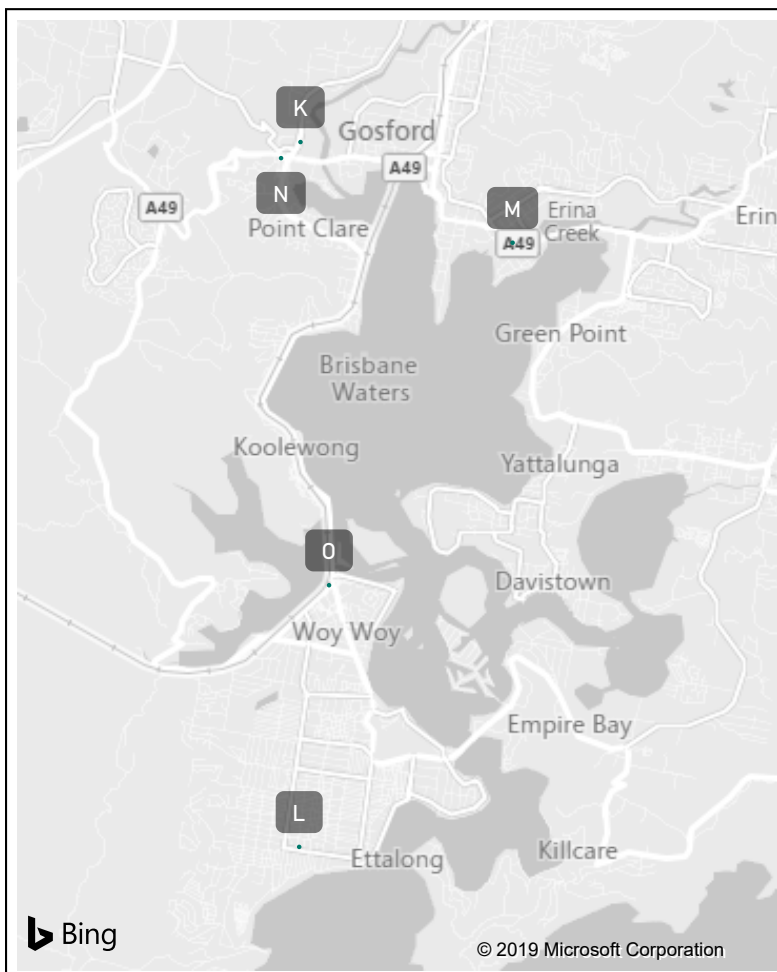 K
Gosford
A49
N
A49
Point Clare
M
Erina
Creek
Erin
A49
Green Point
Brisbane
Waters
Koolewong
Yattalunga
O
Davistown
Woy Woy
Empire Bay
L
Ettalong
Killcare
Bing
© 2019 Microsoft Corporation